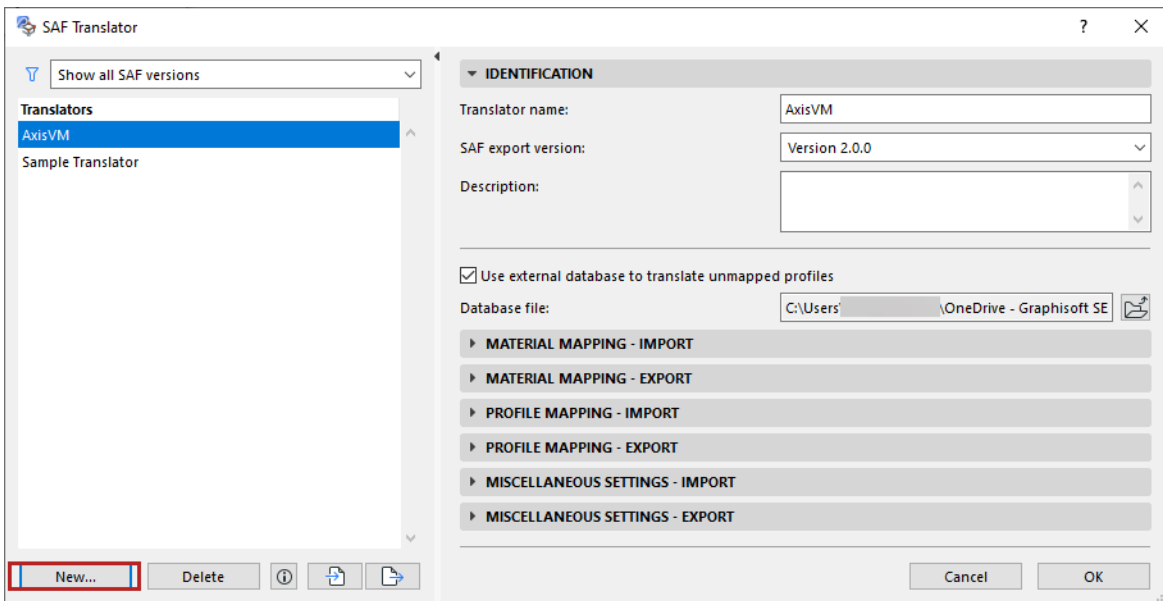 SAF Translator
?
Show all SAF versions
Translators
AxisVM
Sample Translator
New...
Delete
IDENTIFICATION
Translator name:
AxisVM
SAF export version:
Version 2.0.0
Description:
Use external database to translate unmapped profiles
Database file:
C:\Users' \OneDrive - Graphisoft SE
MATERIAL MAPPING - IMPORT
MATERIAL MAPPING - EXPORT
PROFILE MAPPING - IMPORT
PROFILE MAPPING - EXPORT
MISCELLANEOUS SETTINGS - IMPORT
MISCELLANEOUS SETTINGS - EXPORT
Cancel
OK